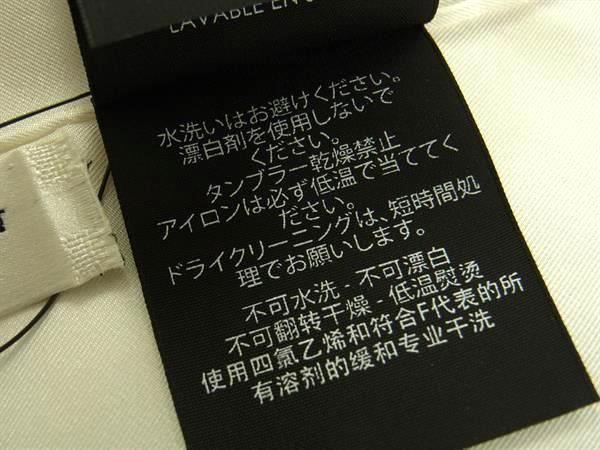 水洗いはお避けください。
漂白剤を使用しないで
ください。
タンブラー乾燥禁止
アイロンは必ず低温で当ててく
ださい。
ドライクリーニングは、短時間処
理でお願いします。
不可水洗 - 不可漂白
不可翻转干燥 - 低温熨烫
使用四氯乙烯和符合F代表的所
有溶剂的缓和专业干洗